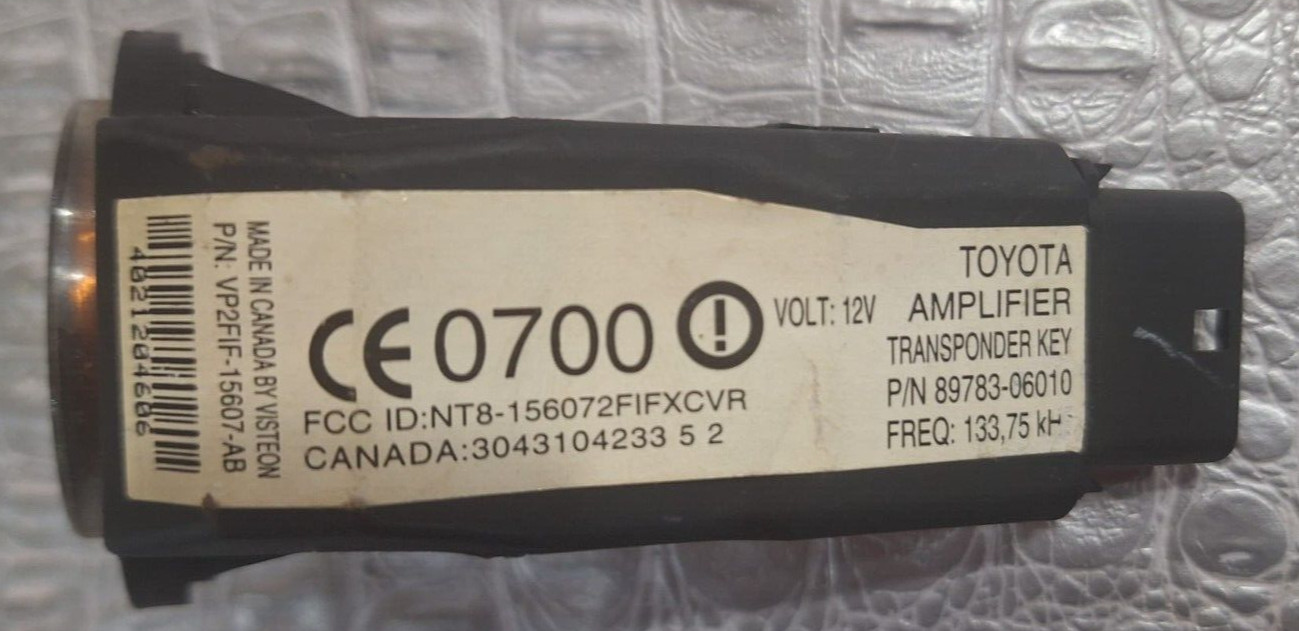 4021204606
P/N: VP2FIF-15607-AB
MADE IN CANADA BY VISTEON
CE 0700
FCC ID:NT8-156072FIFXCVR
CANADA:3043104233 5 2
VOLT: 12V
TOYOTA
AMPLIFIER
TRANSPONDER KEY
P/N 89783-06010
FREQ: 133,75 kH